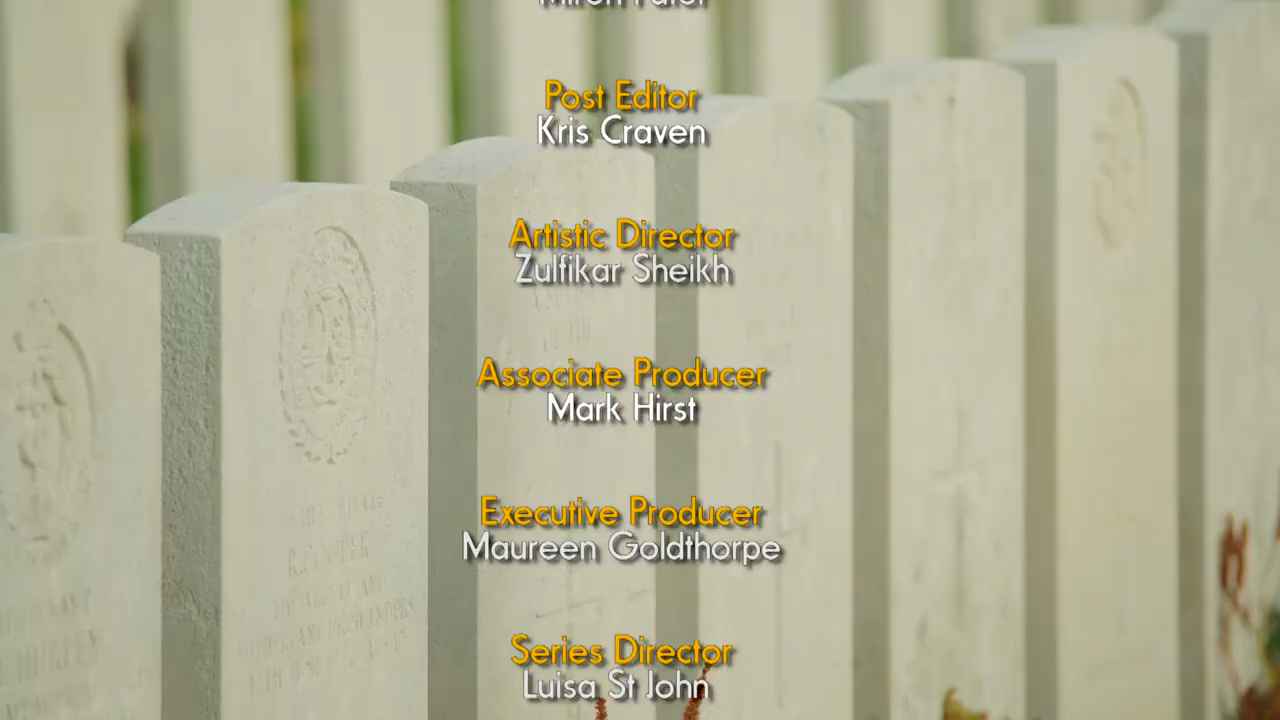 Post Editor
Kris Craven
Artistic Director
Zulfikar Sheikh
Associate Producer
Mark Hirst
Executive Producer
Maureen Goldthorpe
Series Director
Luisa St John